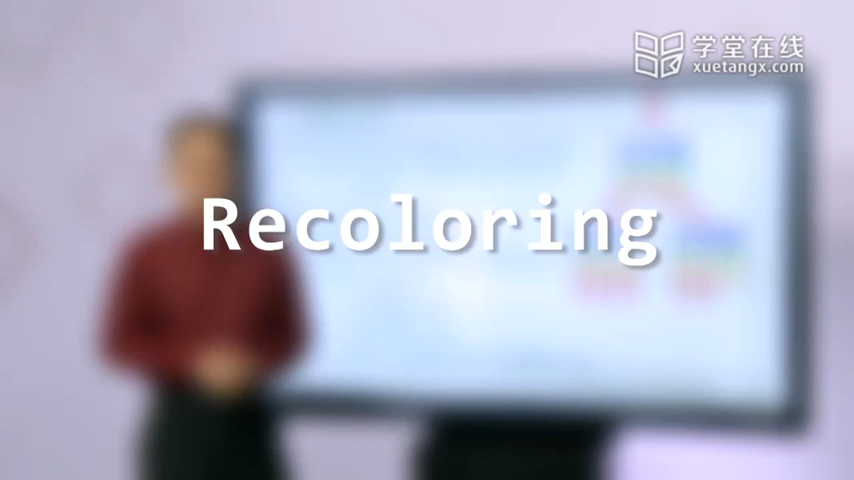 学堂在线
xuetangx.com
Recoloring